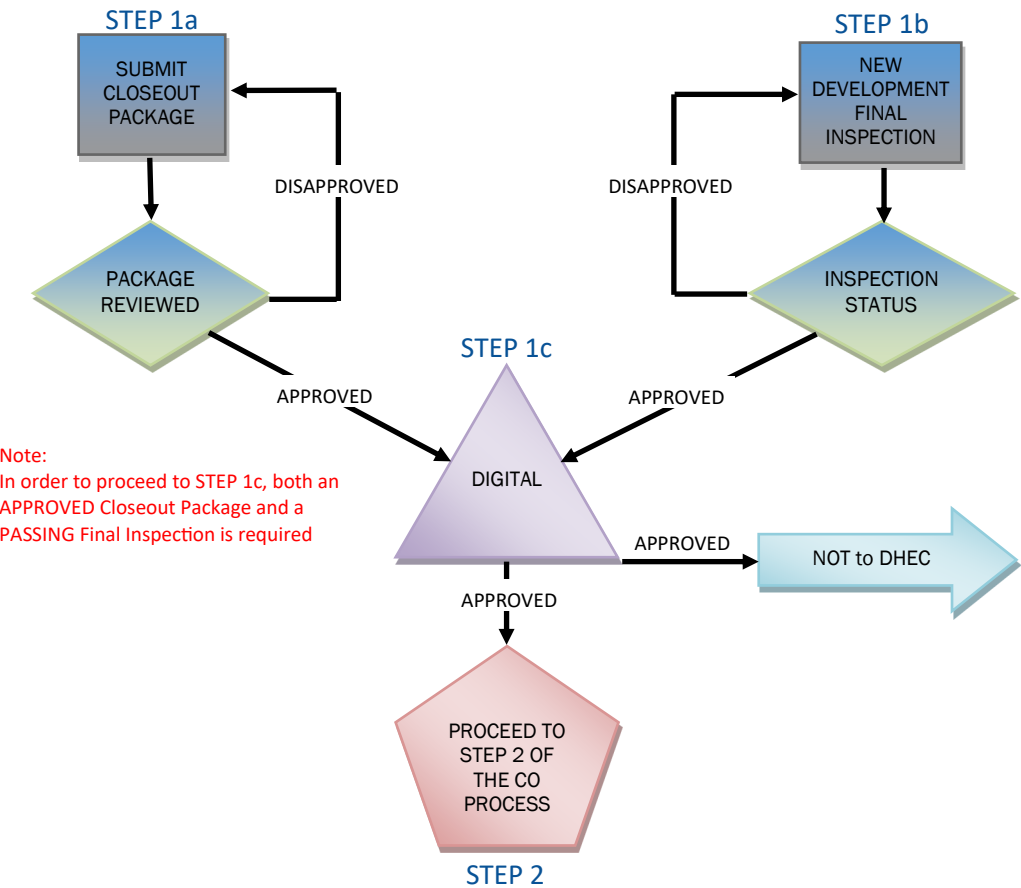 STEP 1a
SUBMIT
CLOSEOUT
PACKAGE
DISAPPROVED
PACKAGE
REVIEWED
APPROVED
STEP 1b
NEW
DEVELOPMENT
FINAL
INSPECTION
DISAPPROVED
INSPECTION
STATUS
APPROVED
Note:
In order to proceed to STEP 1c, both an
APPROVED Closeout Package and a
PASSING Final Inspection is required
STEP 1c
DIGITAL
APPROVED
NOT to DHEC
APPROVED
PROCEED TO
STEP 2 OF
THE CO
PROCESS
STEP 2